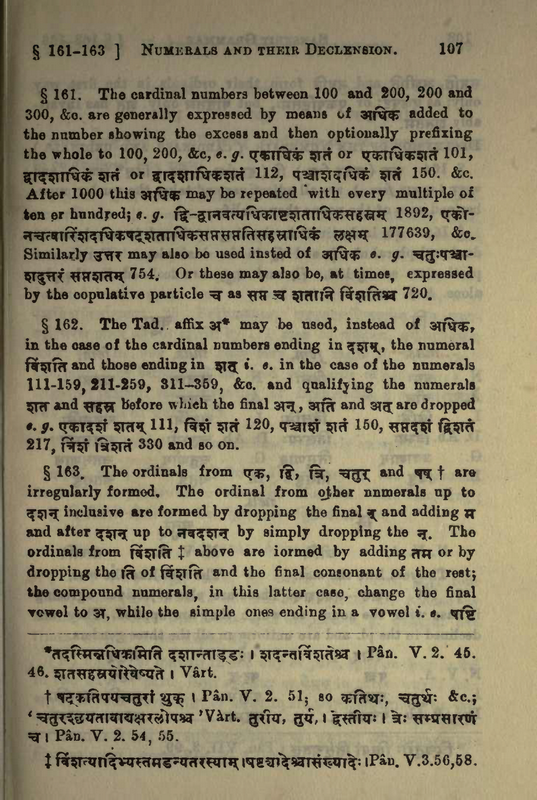 § 161-163 ] NUMERALS AND THEIR DECLENSION. 107
§ 161. The cardinal numbers between 100 and 200, 200 and
300, &c. are generally expressed by means of अधिक added to
the number showing the excess and then optionally prefixing
the whole to 100, 200, &c, e. g. एकाधिकं शतं or एकाधिकशतं 101,
द्वादशाधिकं शतं or द्वादशाधिकशतं 112, पञ्चाशदधिकं शतं 150. &c.
After 1000 this अधिक may be repeated with every multiple of
ten or hundred; e. g. द्वि-द्वानवत्यधिकाष्टशताधिकसहस्रम् 1892, एको-
नचत्वारिंशदधिकषट्शताधिकसप्तसप्ततिसहस्राधिकं लक्षम् 177639, &c.
Similarly उत्तर may also be used insted of अधिक e. g. चतुःपञ्चा-
शदुत्तरं सप्तशतम् 754. Or these may also be, at times, expressed
by the copulative particle च as सप्त च शतानि विंशतिश्च 720.
§ 162. The Tad. affix अ* may be used, instead of अधिक,
in the case of the cardinal numbers ending in दशम्, the numeral
विंशति and those ending in शत् i. e. in the case of the numerals
111-159, 211-259, 311-359, &c. and qualifying the numerals
शत and सहस्र before which the final अन्, अति and अत् are dropped
e. g. एकादशं शतम् 111, विंशं शतं 120, पञ्चाशं शतं 150, सप्तदशं द्विशतं
217, त्रिंशं त्रिशतं 330 and so on.
§ 163. The ordinals from एक, द्वि, त्रि, चतुर् and षष् † are
irregularly formed. The ordinal from other nnmerals up to
दशन् inclusive are formed by dropping the final न् and adding म
and after दशन् up to नवदशन् by simply dropping the न्. The
ordinals from विंशति ‡ above are iormed by adding तम or by
dropping the ति of विंशति and the final consonant of the rest;
the compound numerals, in this latter case, change the final
vowel to अ, while the simple ones ending in a vowel i. e. षष्टि
*तदस्मिन्नधिकमिति दशान्ताड्डः । शदन्तविंशतेश्च । Pân. V. 2. 45.
46. शतसहस्रयोरेवेष्यते । Vârt.
† षट्कतिपयचतुरां थुक् । Pân. V. 2. 51; so कतिथः, चतुर्थः &c.;
‘चतुरश्छयतावाद्यक्षरलोपश्च’ Vârt. तुरीय, तुर्य, । द्वेस्तीयः । त्रेः सम्प्रसारणं
च । Pân. V. 2. 54, 55.
‡ विंशत्यादिभ्यस्तमडन्यतरस्याम् ।षष्ट्यादेश्चासंख्यादेः ।Pân. V.3.56,58.